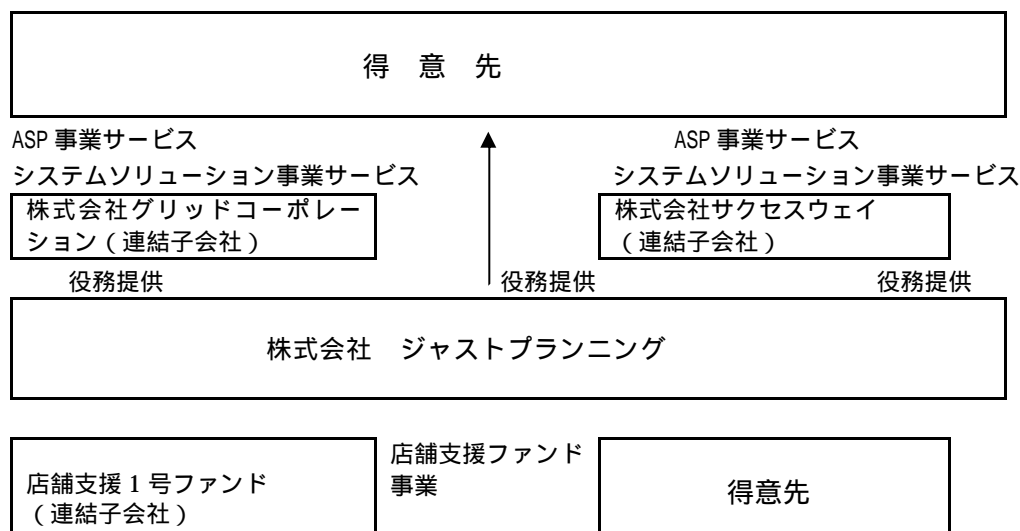 得 意 先
ASP 事業サービス
ASP 事業サービス
システムソリューション事業サービス
システムソリューション事業サービス
株式会社グリッドコーポレー
ション(連結子会社)
株式会社サクセスウェイ
(連結子会社)
役務提供
役務提供
役務提供
株式会社 ジャストプランニング
店舗支援1号ファンド
(連結子会社)
店舗支援ファンド
事業
得意先